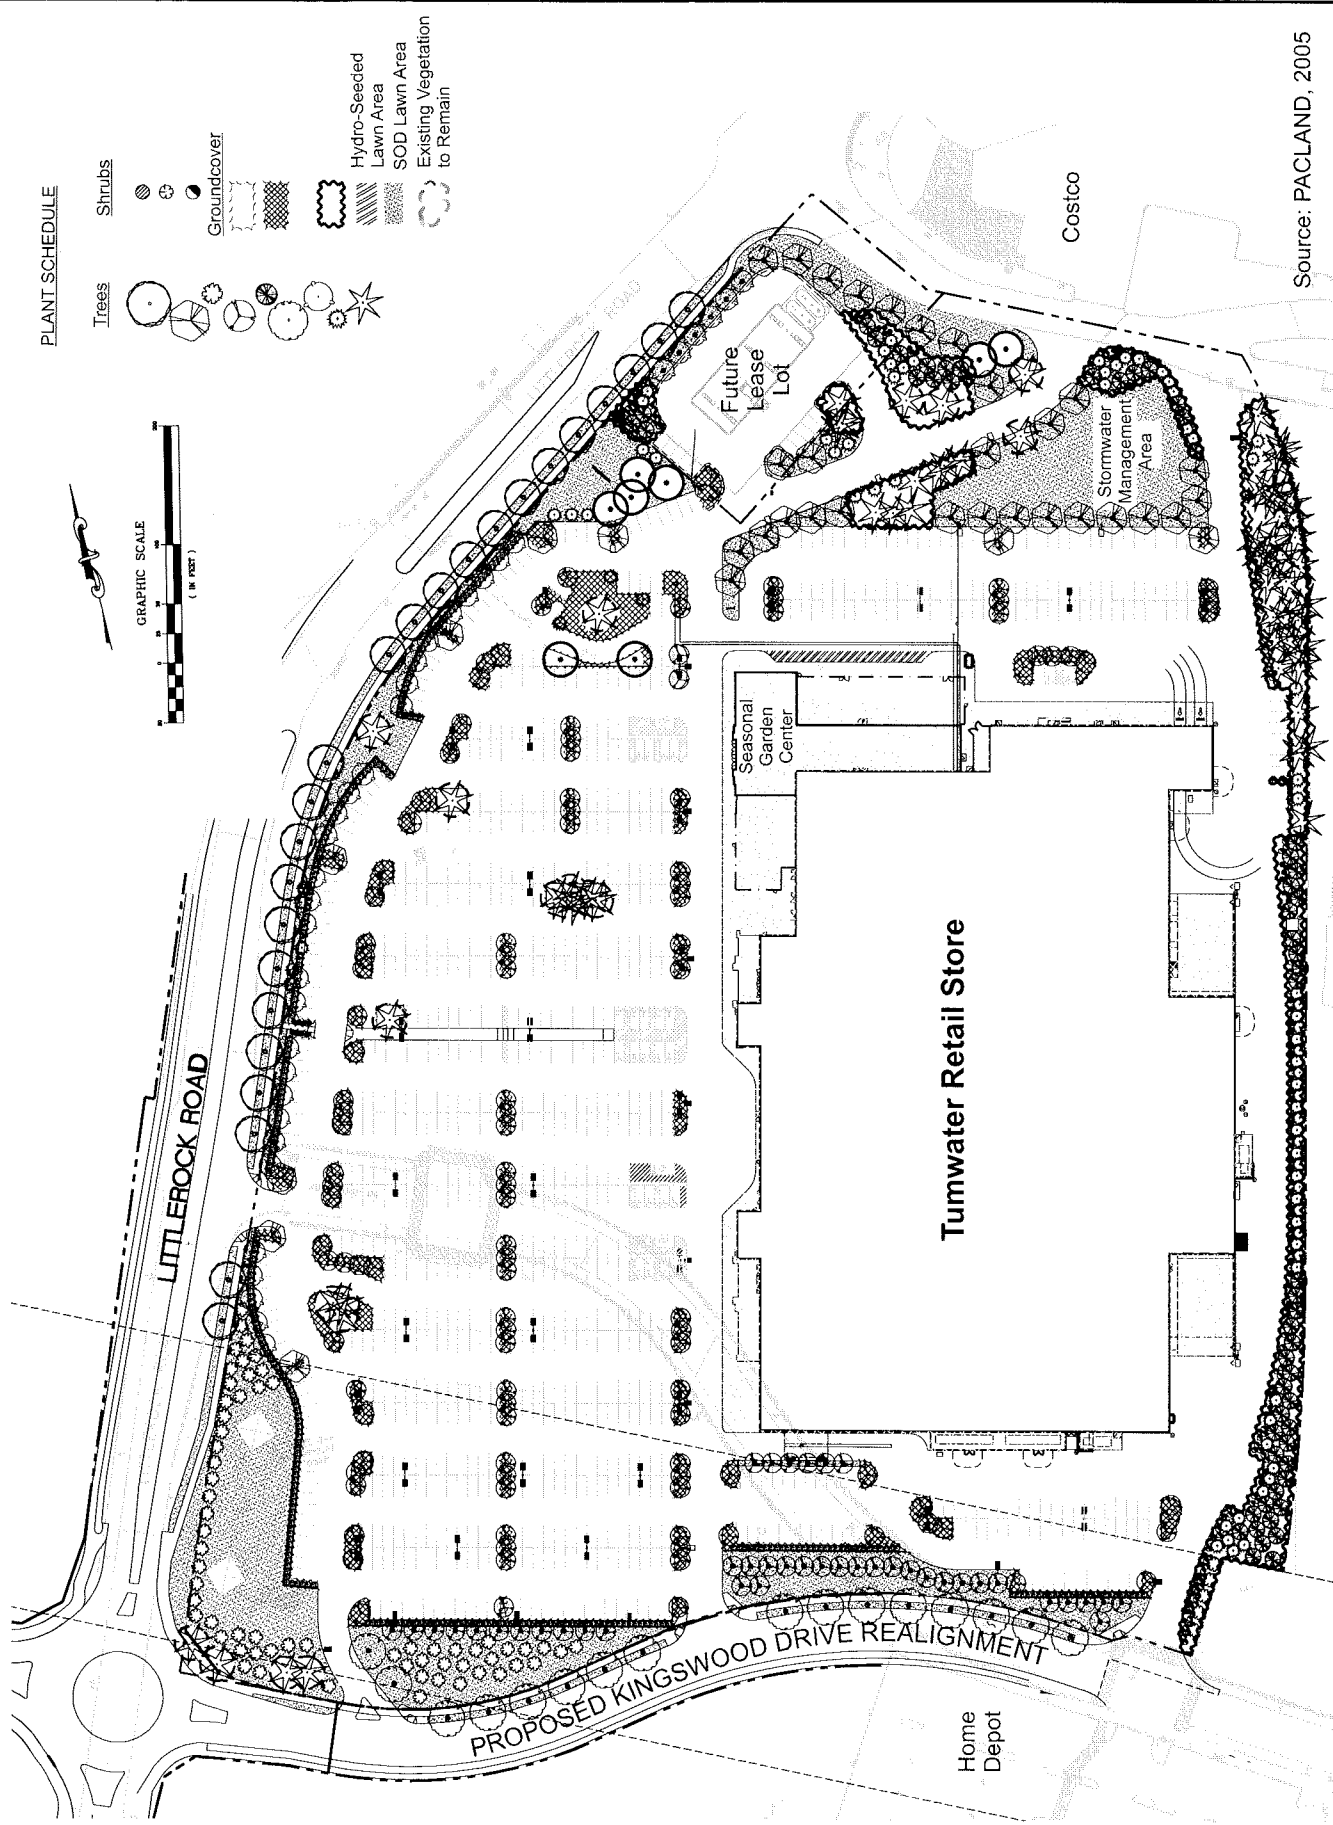 PLANT SCHEDULE
Trees
Shrubs
Groundcover
Hydro-Seeded
Lawn Area
SOD Lawn Area
Existing Vegetation
to Remain
GRAPHIC SCALE
( IN FEET )
LITTLEROCK ROAD
LITTLEROCK ROAD
Future
Lease
Lot
Costco
Stormwater
Management
Area
Seasonal
Garden
Center
Tumwater Retail Store
PROPOSED KINGSWOOD DRIVE REALIGNMENT
Home
Depot
Source: PACLAND, 2005